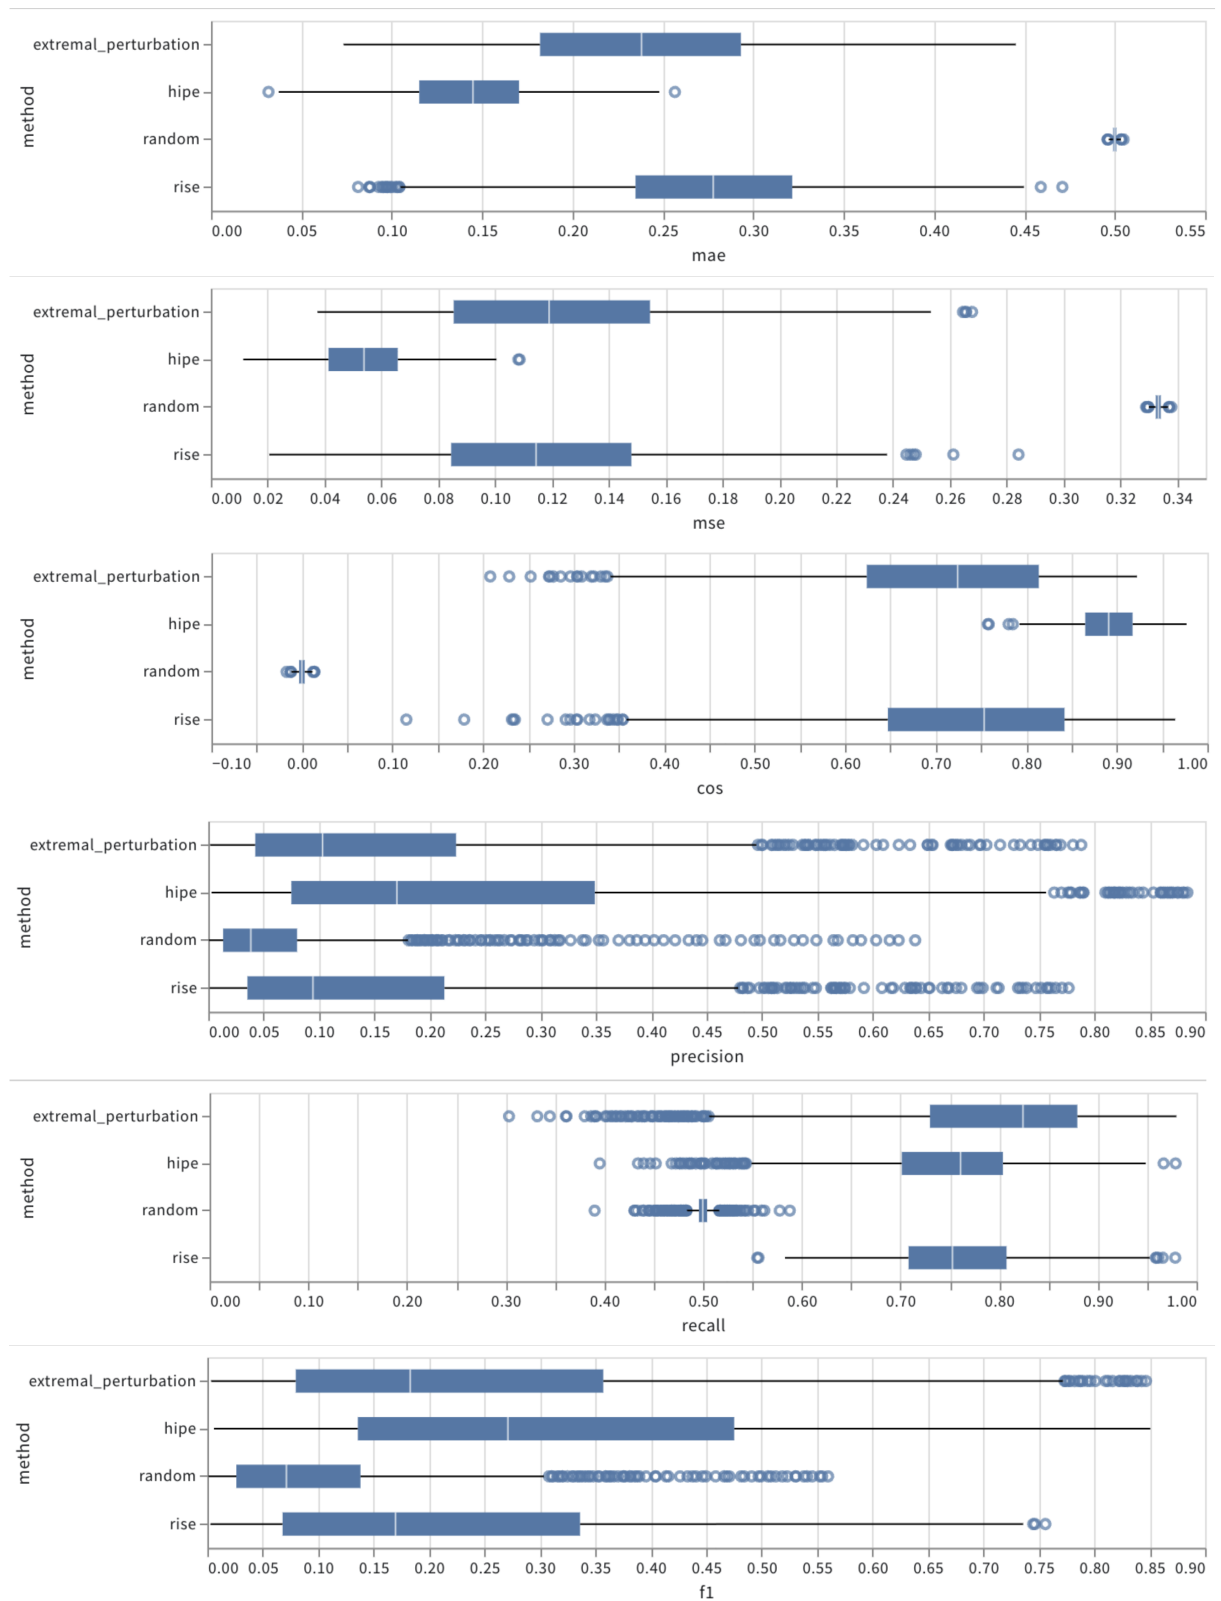 extremal_perturbation
hipe
random
rise
method
0.00 0.05 0.10 0.15 0.20 0.25 0.30 0.35 0.40 0.45 0.50 0.55
mae
extremal_perturbation
hipe
random
rise
method
0.00 0.02 0.04 0.06 0.08 0.10 0.12 0.14 0.16 0.18 0.20 0.22 0.24 0.26 0.28 0.30 0.32 0.34
mse
extremal_perturbation
hipe
random
rise
method
−0.10 0.00 0.10 0.20 0.30 0.40 0.50 0.60 0.70 0.80 0.90 1.00
cos
extremal_perturbation
hipe
random
rise
method
0.00 0.05 0.10 0.15 0.20 0.25 0.30 0.35 0.40 0.45 0.50 0.55 0.60 0.65 0.70 0.75 0.80 0.85 0.90
precision
extremal_perturbation
hipe
random
rise
method
0.00 0.10 0.20 0.30 0.40 0.50 0.60 0.70 0.80 0.90 1.00
recall
extremal_perturbation
hipe
random
rise
method
0.00 0.05 0.10 0.15 0.20 0.25 0.30 0.35 0.40 0.45 0.50 0.55 0.60 0.65 0.70 0.75 0.80 0.85 0.90
f1